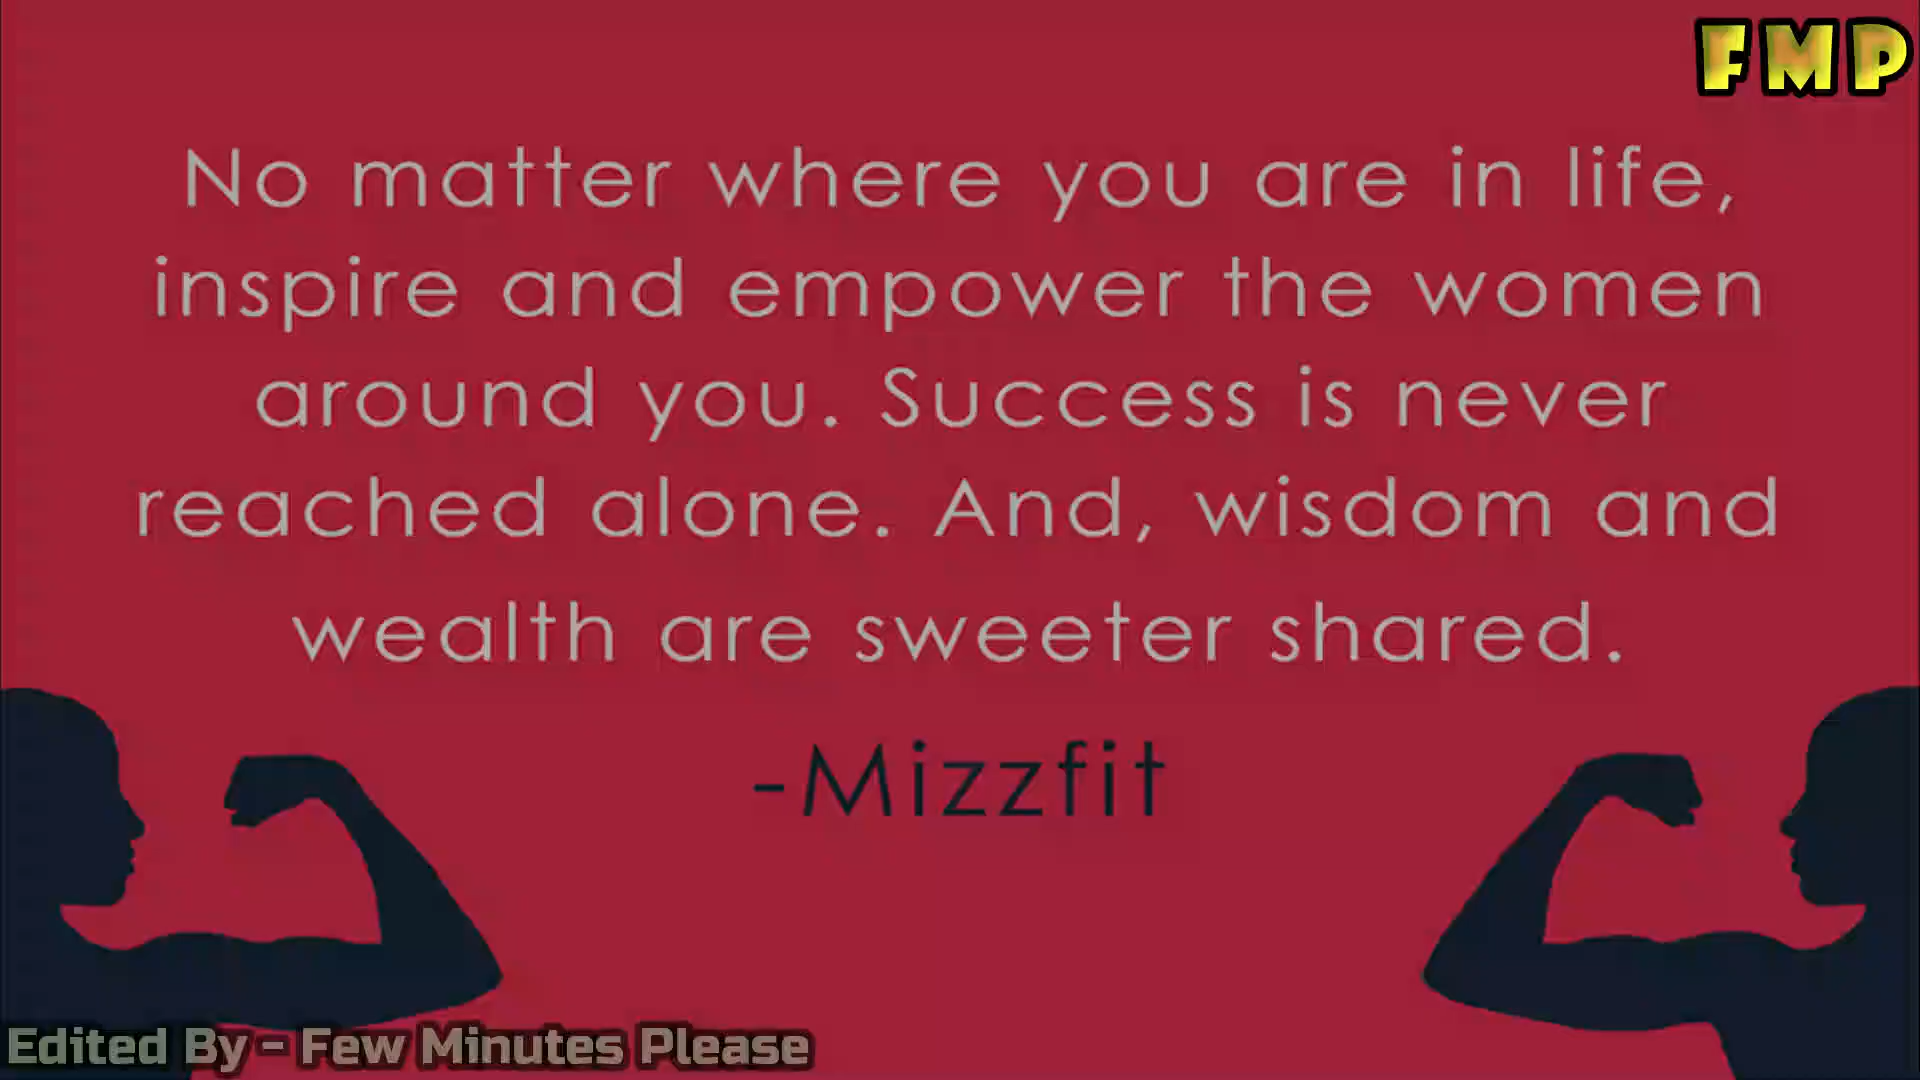 FMP
No matter where you are in life,
inspire and empower the women
around you. Success is never
reached alone. And, wisdom and
wealth are sweeter shared.
-Mizzfit
Edited By - Few Minutes Please